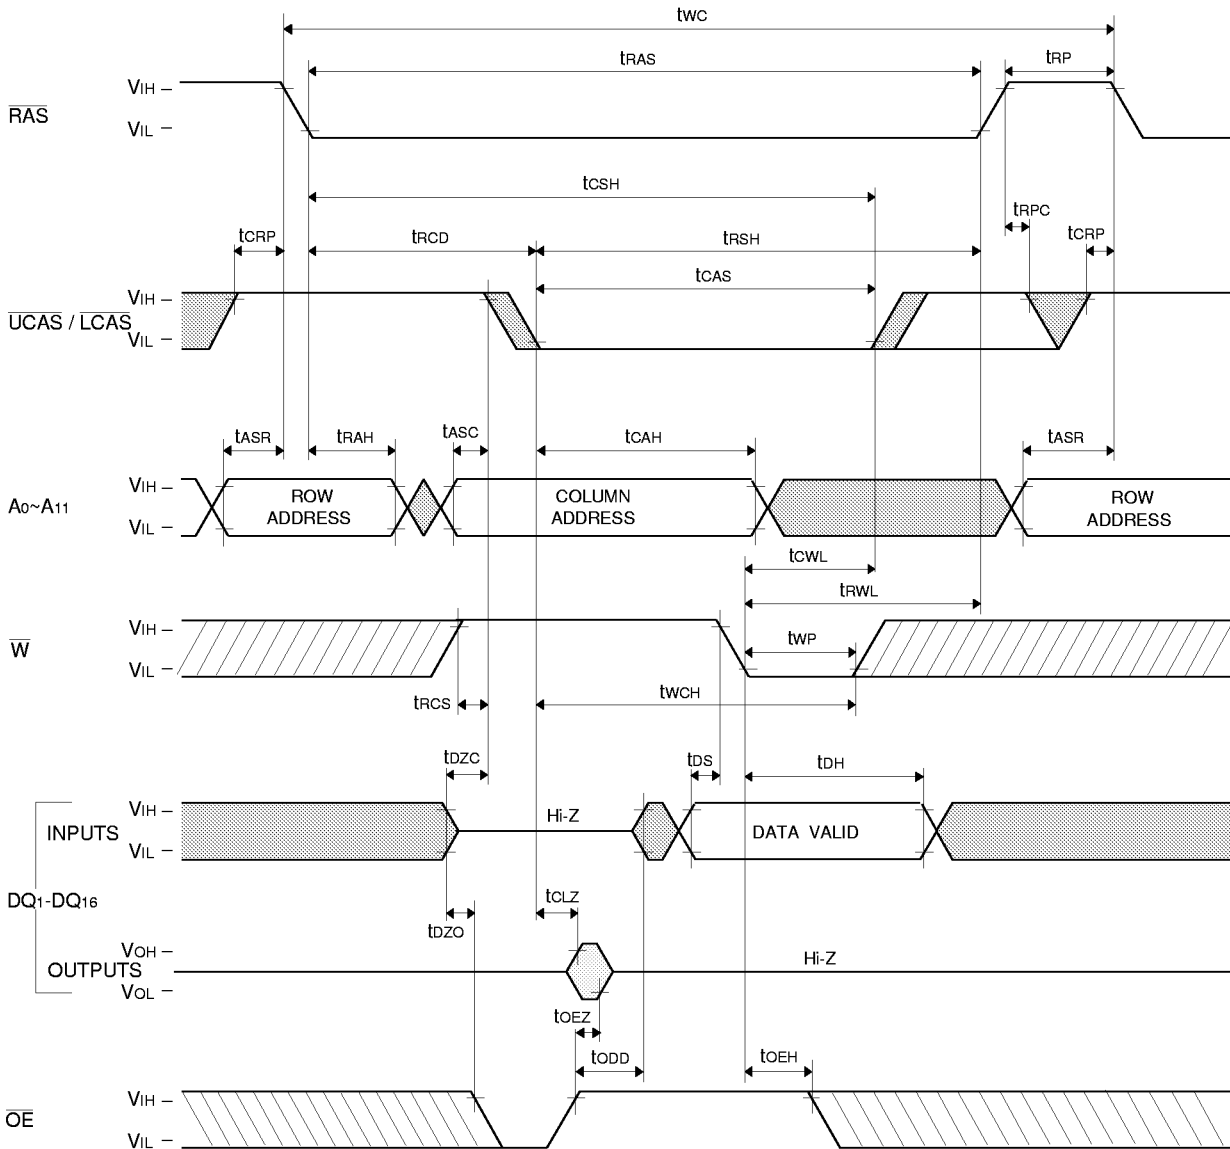 tWC
tRAS
tRP
VIH
RAS
VIL
tCSH
tRPC
tCRP
tRCD
tRSH
tCRP
tCAS
VIH
UCAS / LCAS
VIL
tASR
tRAH
tASC
tCAH
tASR
VIH
A0~A11
ROW ADDRESS
COLUMN ADDRESS
ROW ADDRESS
VIL
tCWL
tRWL
VIH
W
tWP
VIL
tRCS
tWCH
tDZC
tDS
tDH
VIH
INPUTS
Hi-Z
DATA VALID
VIL
DQ1-DQ16
tCLZ
tDZO
VOH
OUTPUTS
Hi-Z
VOL
tOEZ
tODD
tOEH
VIH
OE
VIL